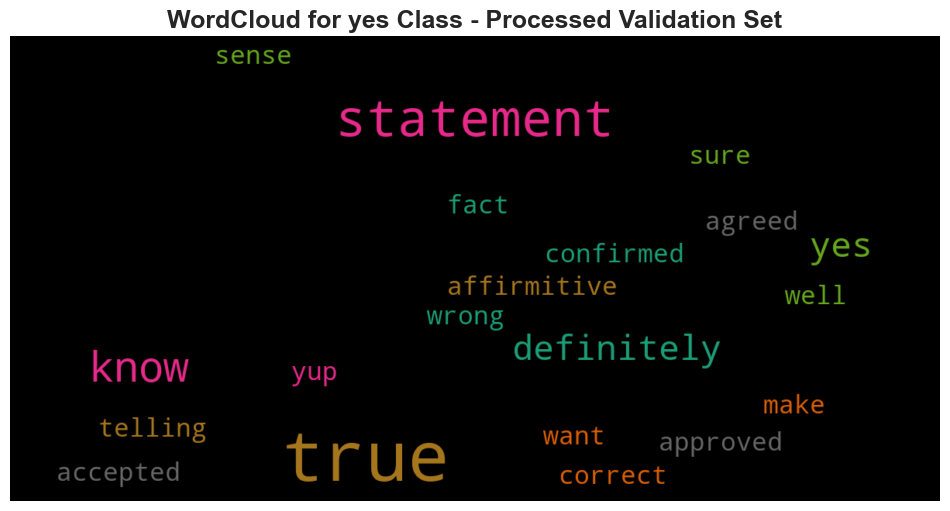 WordCloud for yes Class - Processed Validation Set
sense
statement
sure
fact
agreed
yes
confirmed
affirmitive
well
wrong
definitely
know
yup
make
telling
want
approved
true
accepted
correct